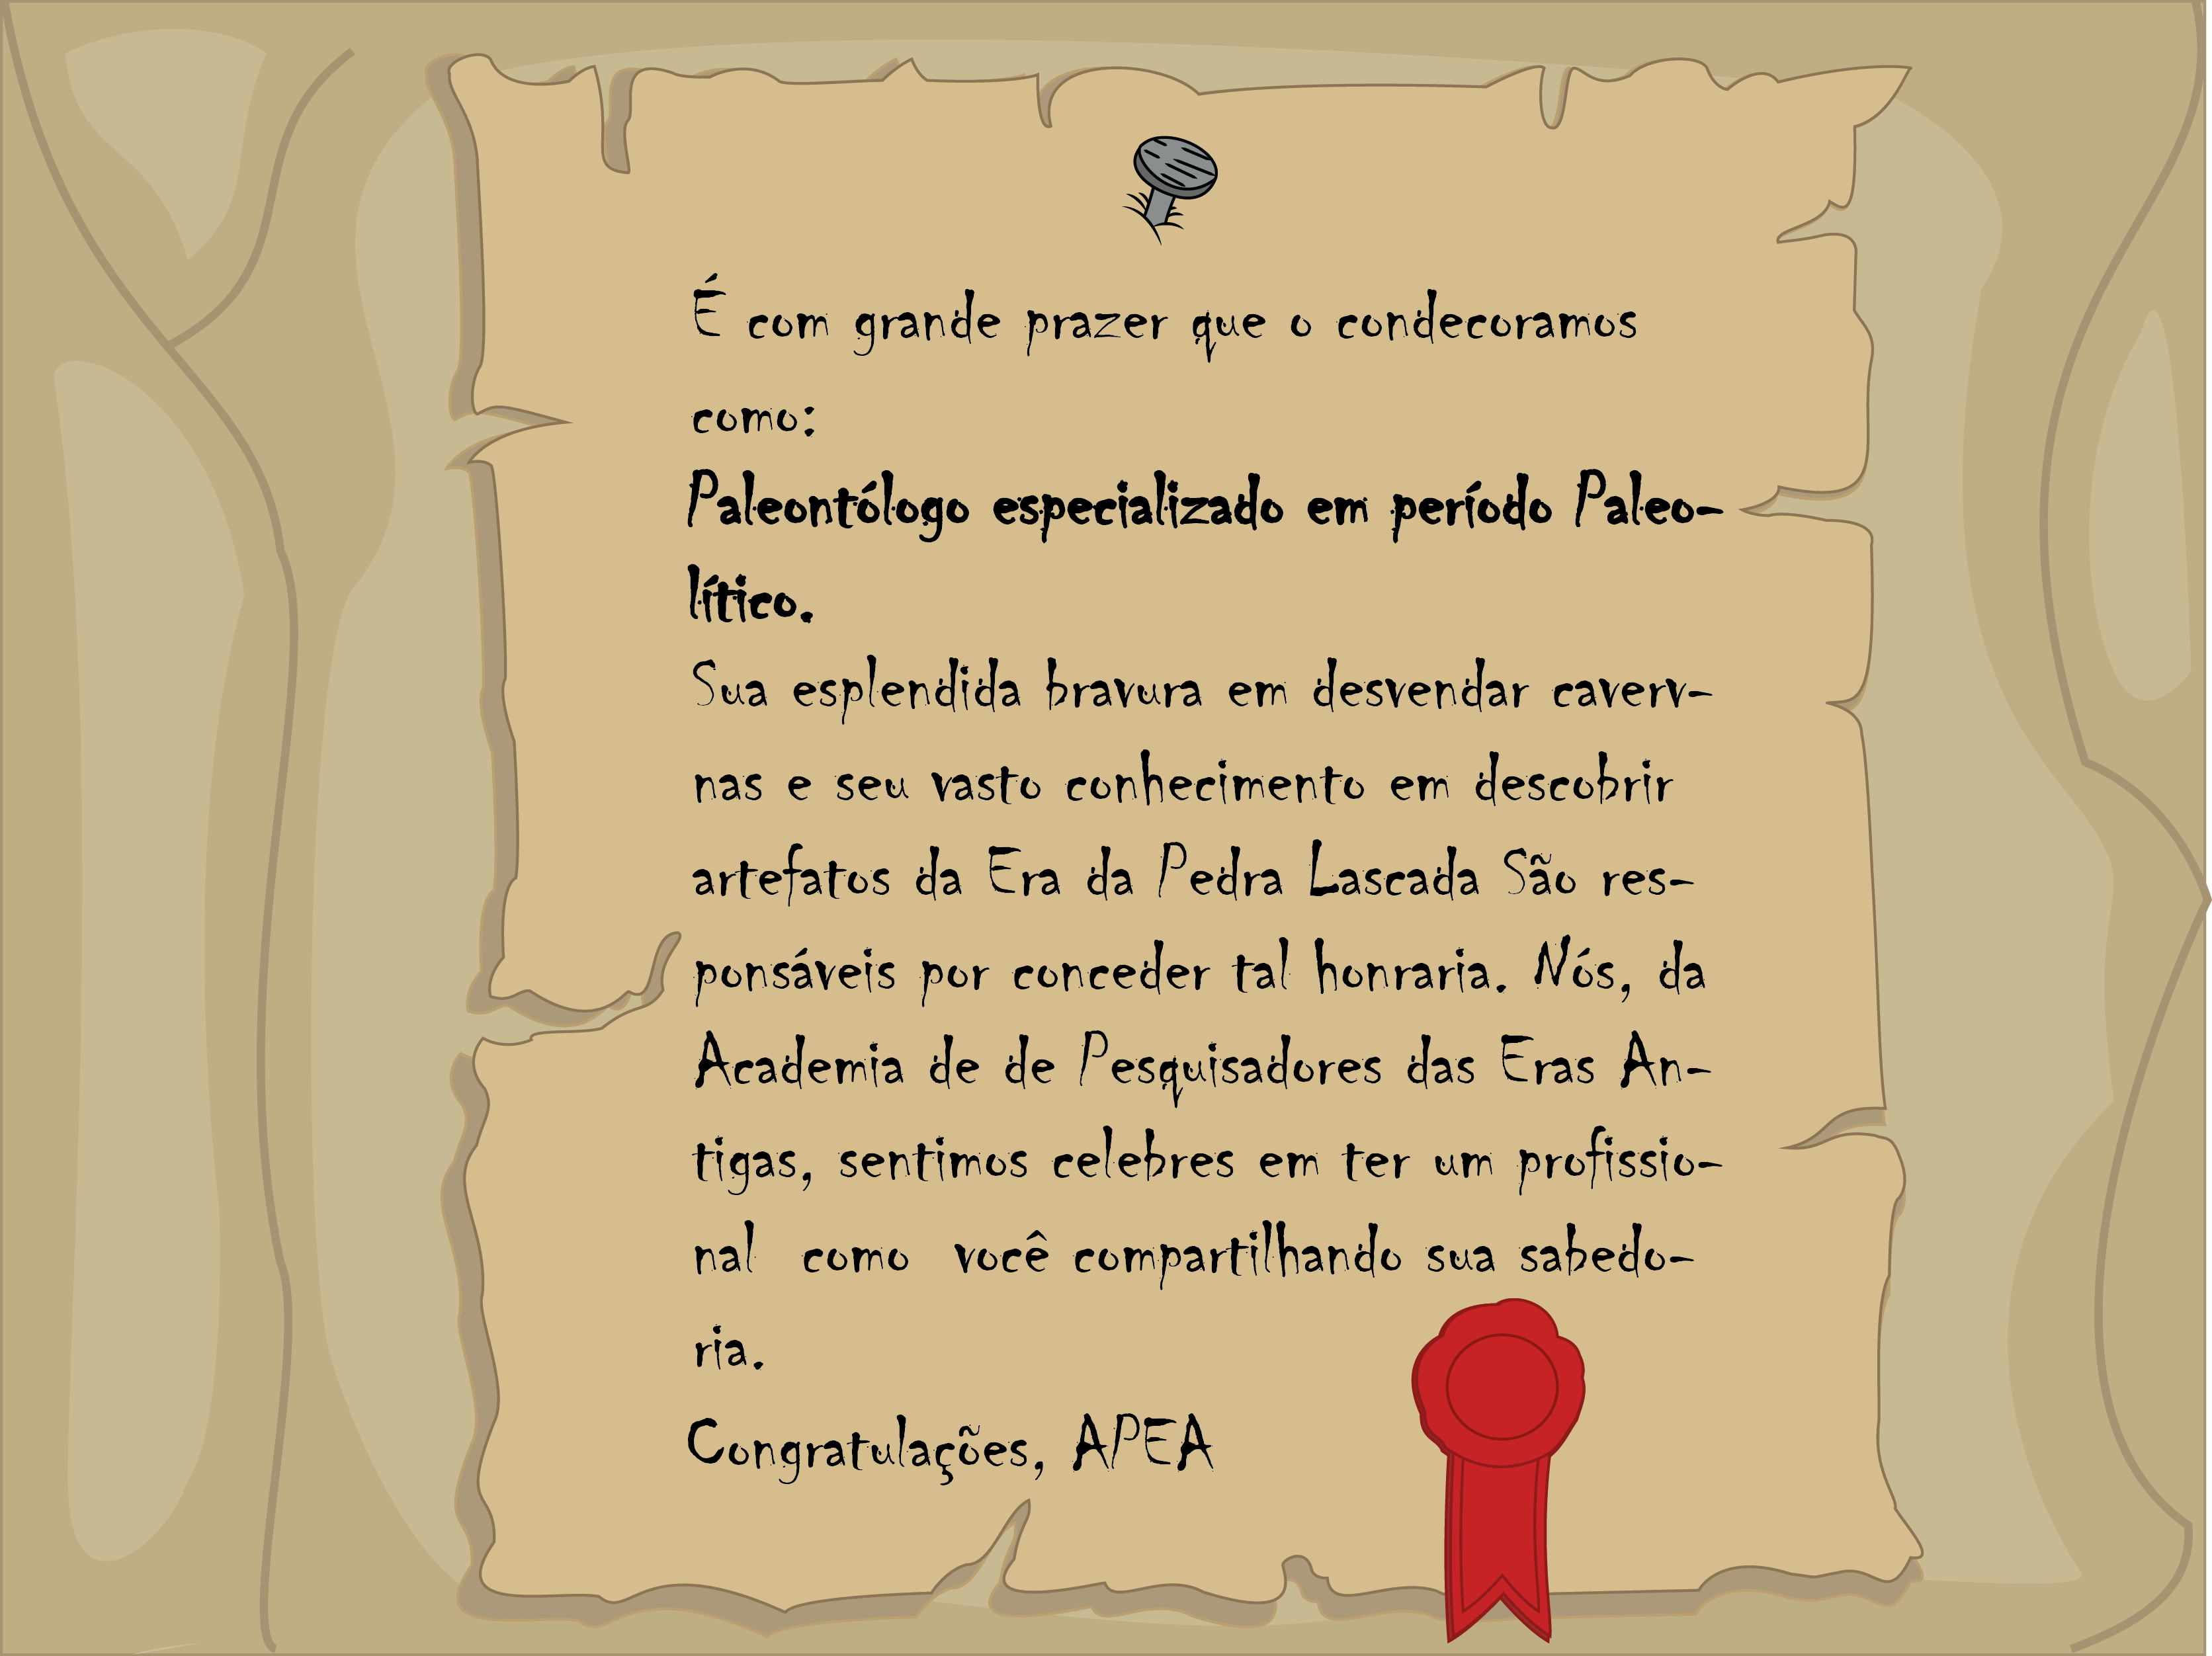 É com grande prazer que o condecoramos
como:
Paleontólogo especializado em período Paleo-
lítico.
Sua esplendida bravura em desvendar caverv-
nas e seu vasto conhecimento em descobrir
artefatos da Era da Pedra Lascada São res-
ponsáveis por conceder tal honraria. Nós, da
Academia de de Pesquisadores das Eras An-
tigas, sentimos celebres em ter um profissio-
nal como você compartilhando sua sabedo-
ria.
Congratulações, APEA